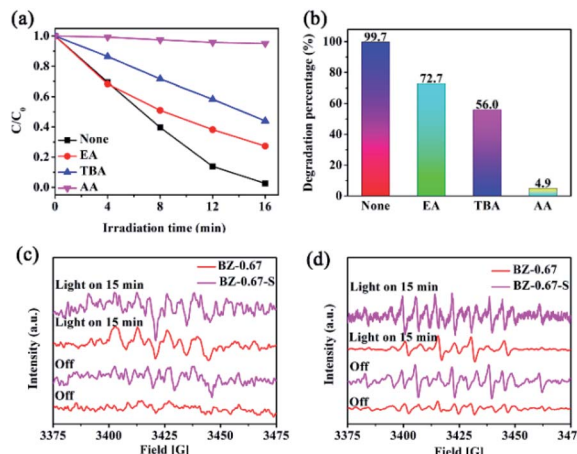 (a)
C/C0
1.0
0.8
0.6
0.4
0.2
0.0
None
EA
TBA
AA
0 4 8 12 16
Irradiation time (min)
(b)
Degradation percentage (%)
100
80
60
40
20
0
99.7
72.7
56.0
4.9
None EA TBA AA
(c)
Intensity (a.u.)
BZ-0.67
BZ-0.67-S
Light on 15 min
Light on 15 min
Off
Off
3375 3400 3425 3450 3475
Field [G]
(d)
Intensity (a.u.)
BZ-0.67
BZ-0.67-S
Light on 15 min
Light on 15 min
Off
Off
3375 3400 3425 3450 347
Field [G]